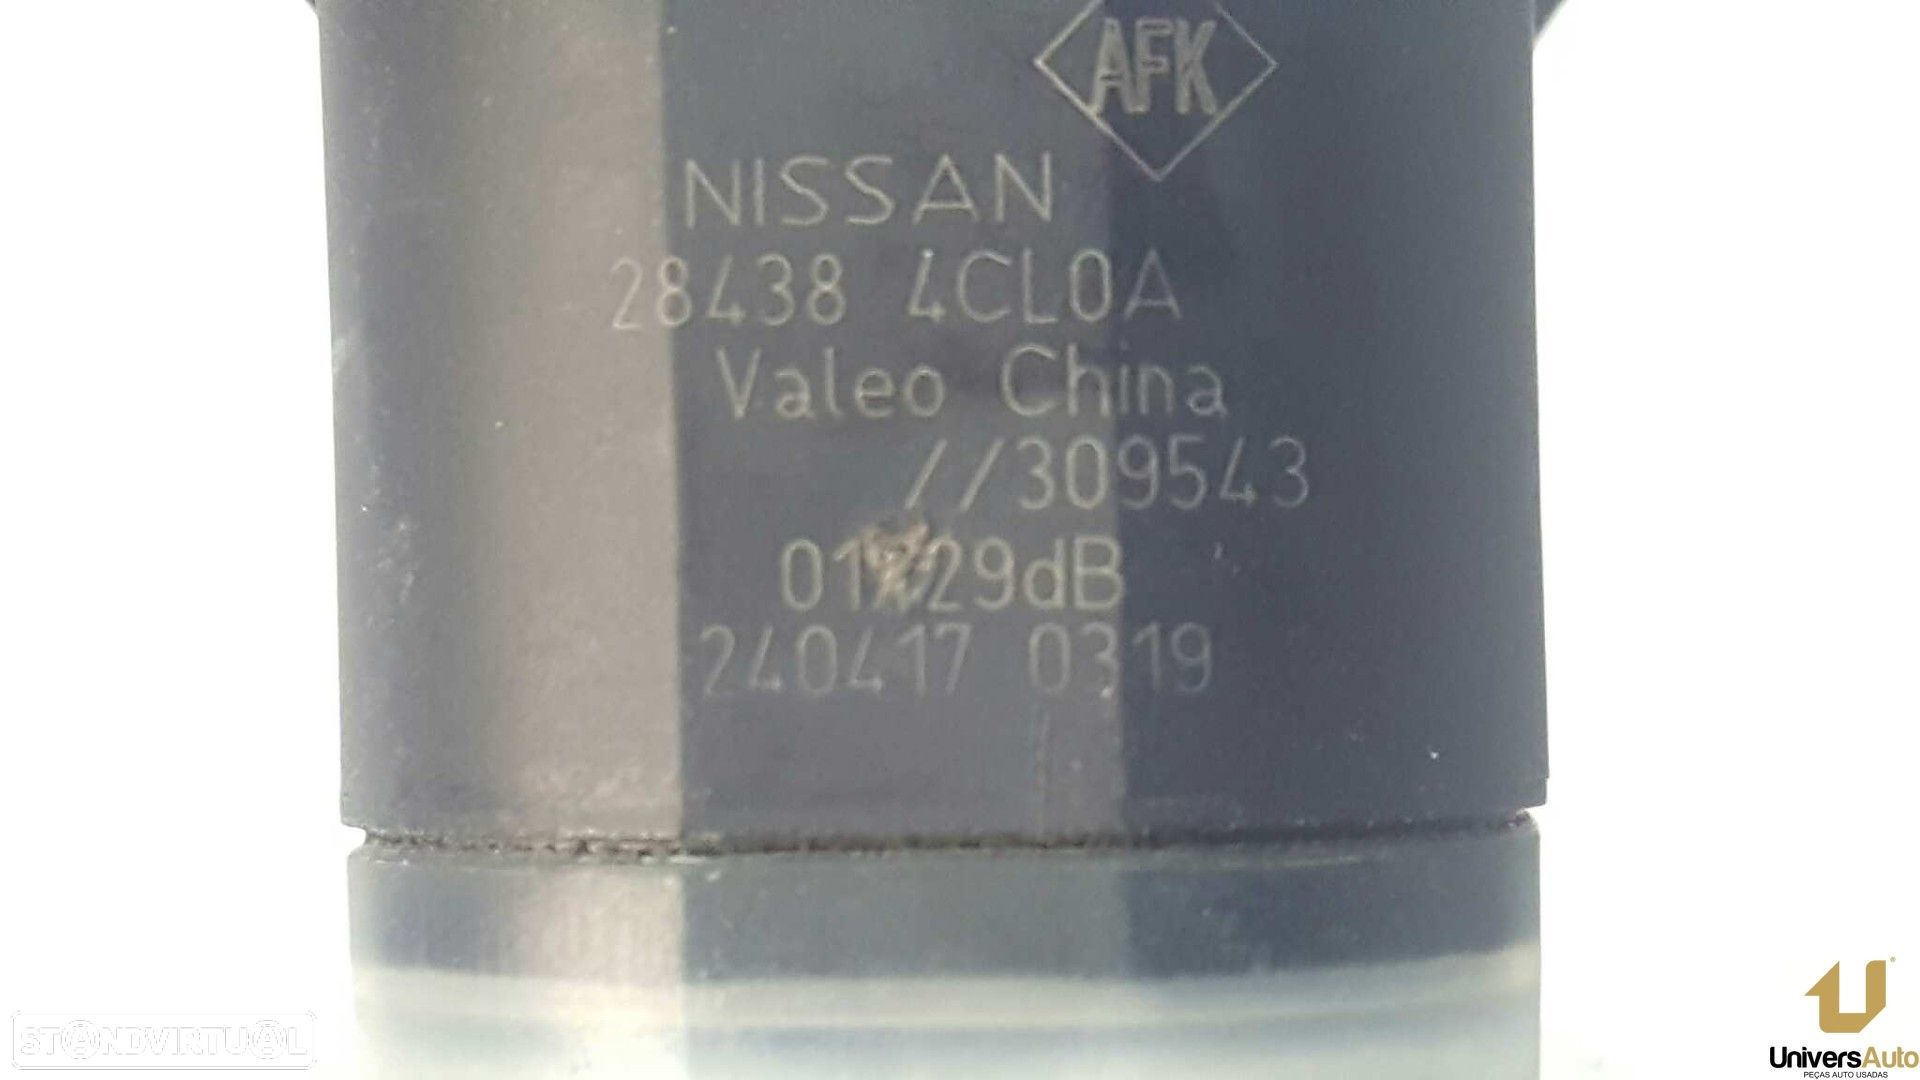 AFK
NISSAN
28438 4CL0A
Valeo China
//309543
29dB
240417 0319
STANDVIRTUAL
UniversAuto
PEÇAS AUTO USADAS